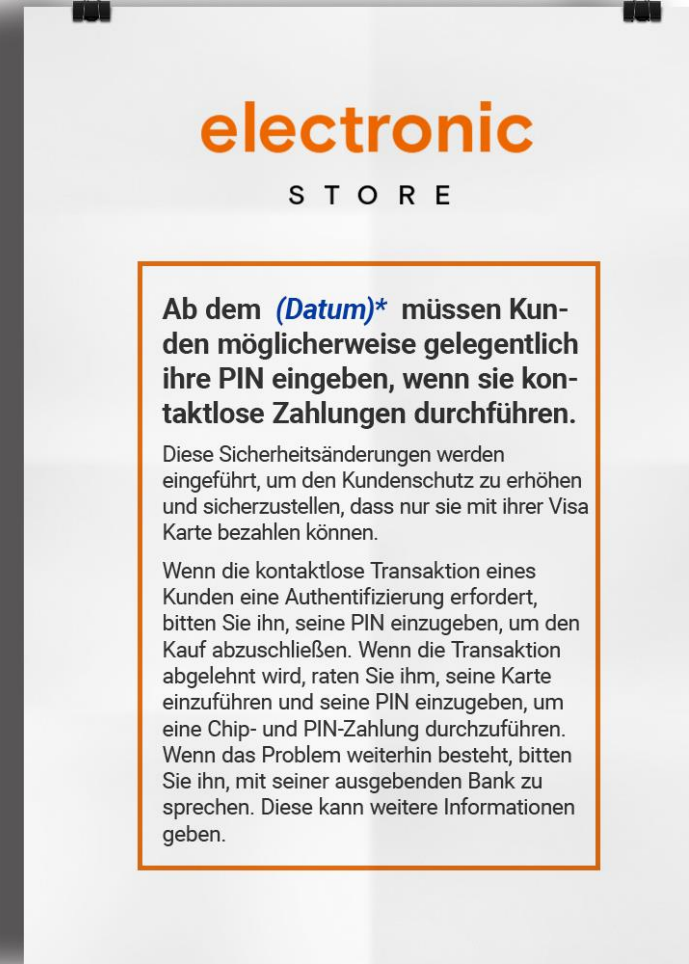 electronic
STORE
Ab dem (Datum)* müssen Kun-
den möglicherweise gelegentlich
ihre PIN eingeben, wenn sie kon-
taktlose Zahlungen durchführen.
Diese Sicherheitsänderungen werden
eingeführt, um den Kundenschutz zu erhöhen
und sicherzustellen, dass nur sie mit ihrer Visa
Karte bezahlen können.
Wenn die kontaktlose Transaktion eines
Kunden eine Authentifizierung erfordert,
bitten Sie ihn, seine PIN einzugeben, um den
Kauf abzuschließen. Wenn die Transaktion
abgelehnt wird, raten Sie ihm, seine Karte
einzuführen und seine PIN einzugeben, um
eine Chip- und PIN-Zahlung durchzuführen.
Wenn das Problem weiterhin besteht, bitten
Sie ihn, mit seiner ausgebenden Bank zu
sprechen. Diese kann weitere Informationen
geben.